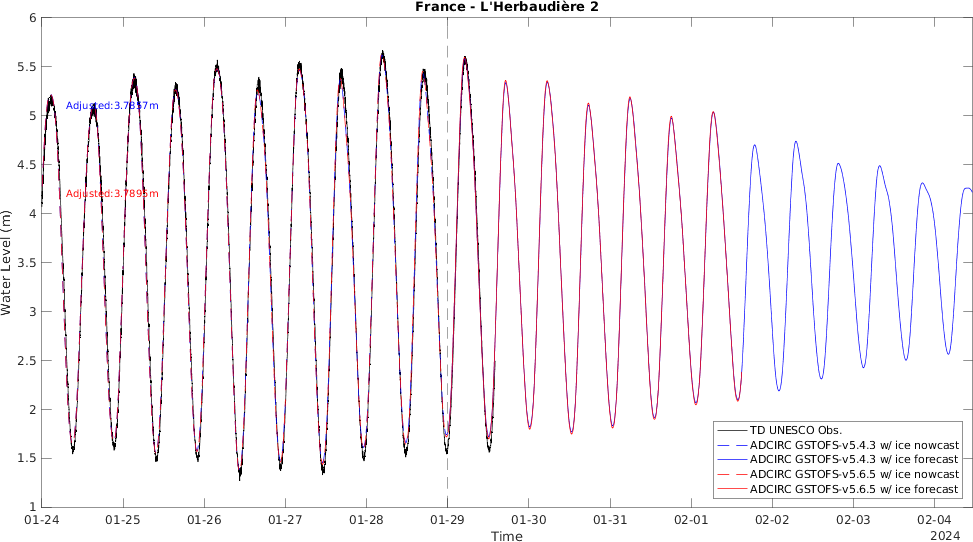 France - L'Herbaudière 2
6
5.5
5
4.5
4
3.5
3
2.5
2
1.5
1
Water Level (m)
Adjusted:3.7857m
Adjusted:3.7895m
TD UNESCO Obs.
ADCIRC GSTOFS-v5.4.3 w/ ice nowcast
ADCIRC GSTOFS-v5.4.3 w/ ice forecast
ADCIRC GSTOFS-v5.6.5 w/ ice nowcast
ADCIRC GSTOFS-v5.6.5 w/ ice forecast
01-24 01-25 01-26 01-27 01-28 01-29 01-30 01-31 02-01 02-02 02-03 02-04
Time
2024